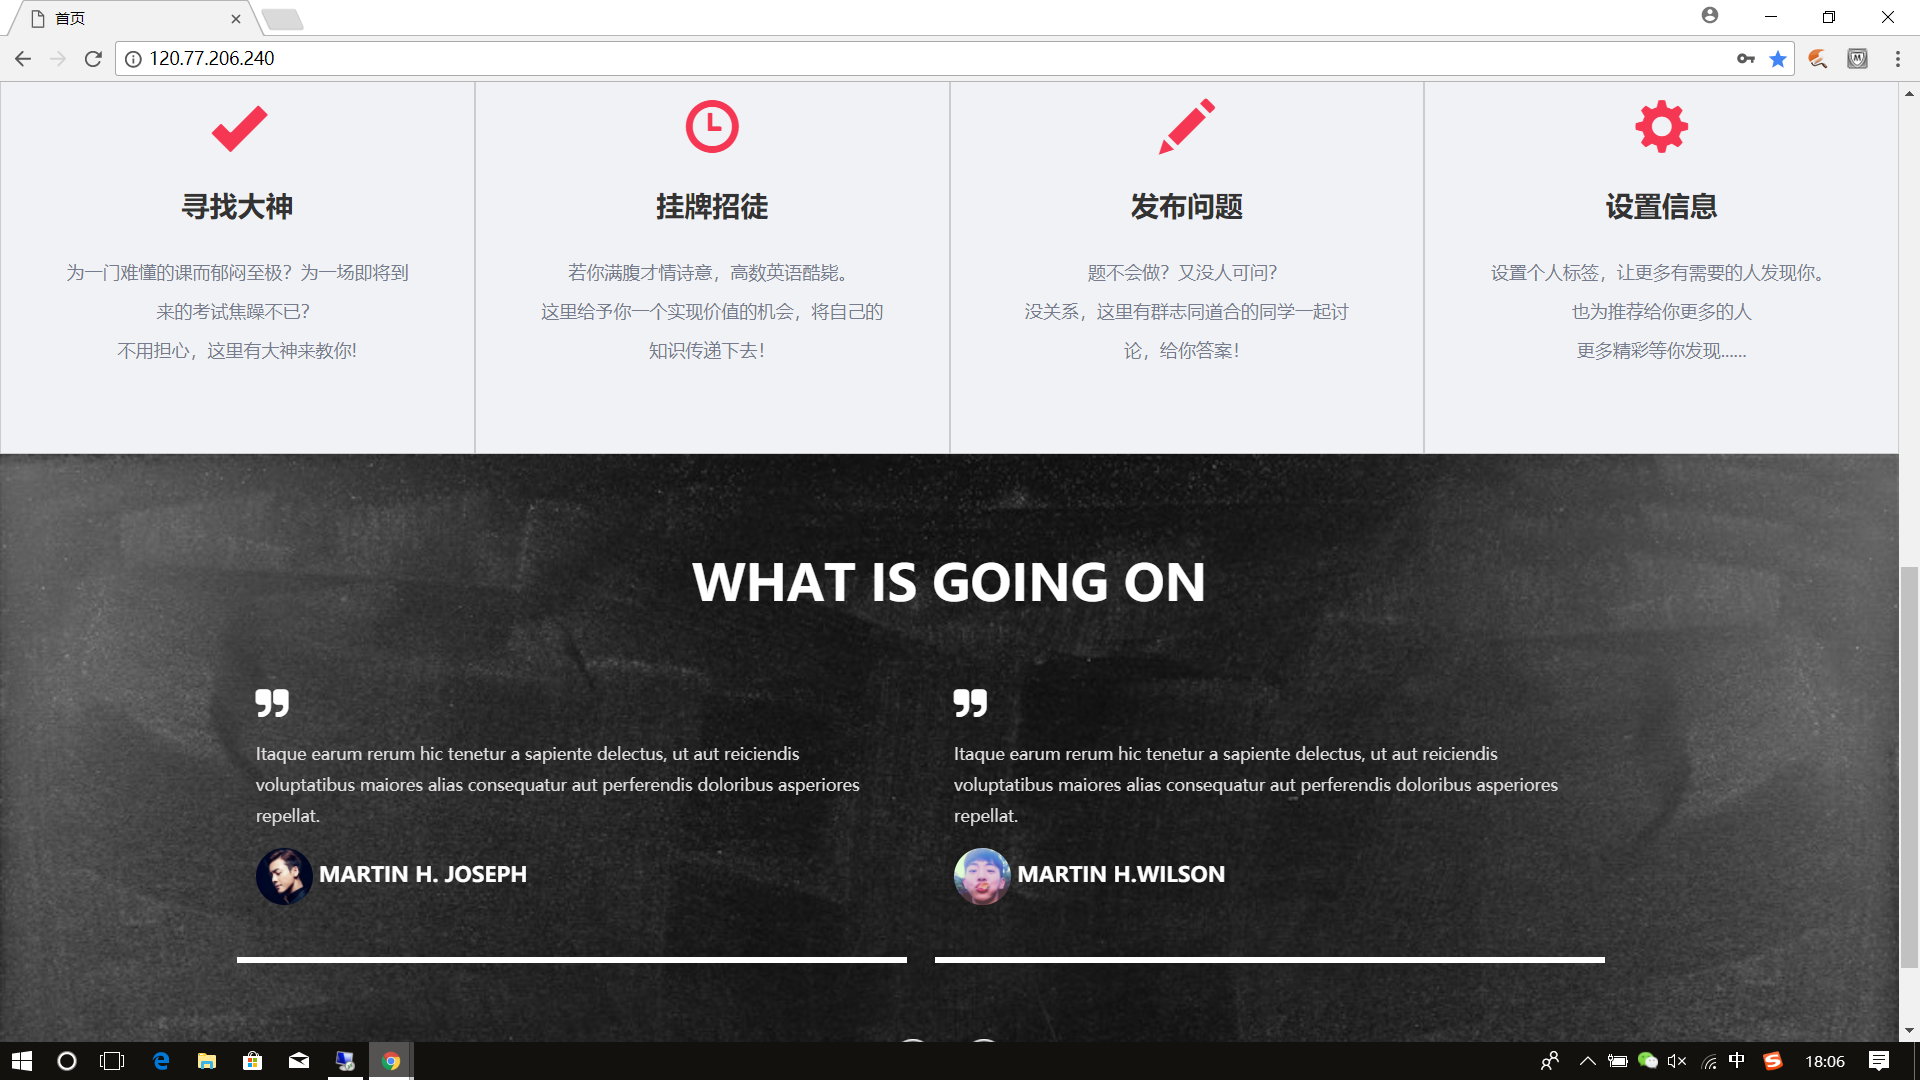 首页
120.77.206.240
寻找大神
为一门难懂的课而郁闷至极？为一场即将到
来的考试焦躁不已？
不用担心，这里有大神来教你!
挂牌招徒
若你满腹才情诗意，高数英语酷毙。
这里给予你一个实现价值的机会，将自己的
知识传递下去！
发布问题
题不会做？又没人可问？
没关系，这里有群志同道合的同学一起讨
论，给你答案！
设置信息
设置个人标签，让更多有需要的人发现你。
也为推荐给你更多的人
更多精彩等你发现......
WHAT IS GOING ON
Itaque earum rerum hic tenetur a sapiente delectus, ut aut reiciendis
voluptatibus maiores alias consequatur aut perferendis doloribus asperiores
repellat.
MARTIN H. JOSEPH
Itaque earum rerum hic tenetur a sapiente delectus, ut aut reiciendis
voluptatibus maiores alias consequatur aut perferendis doloribus asperiores
repellat.
MARTIN H.WILSON
中
18:06